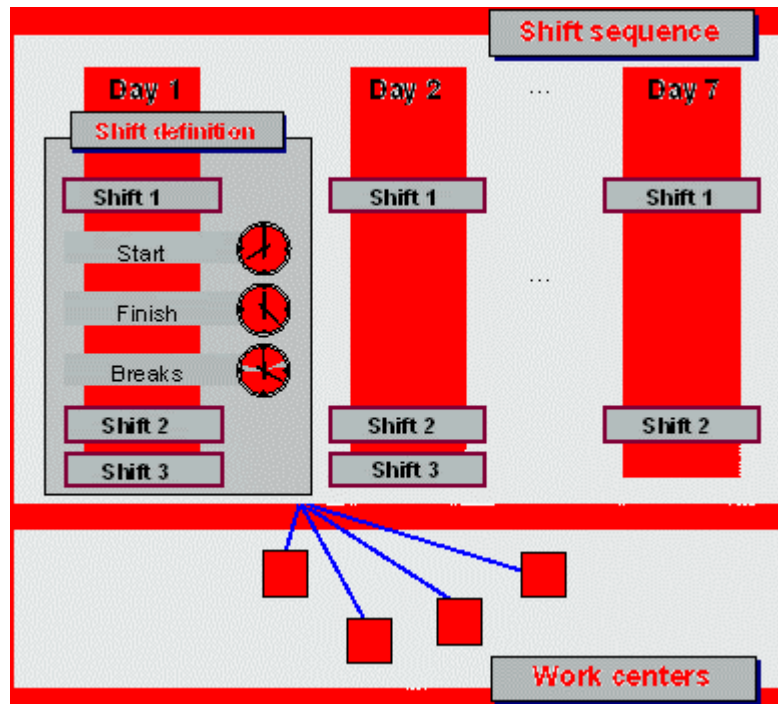 Shift sequence
Day 1
Day 2
...
Day 7
Shift definition
Shift 1
Shift 1
Shift 1
Start
Finish
...
Breaks
Shift 2
Shift 2
Shift 2
Shift 3
Shift 3
Work centers